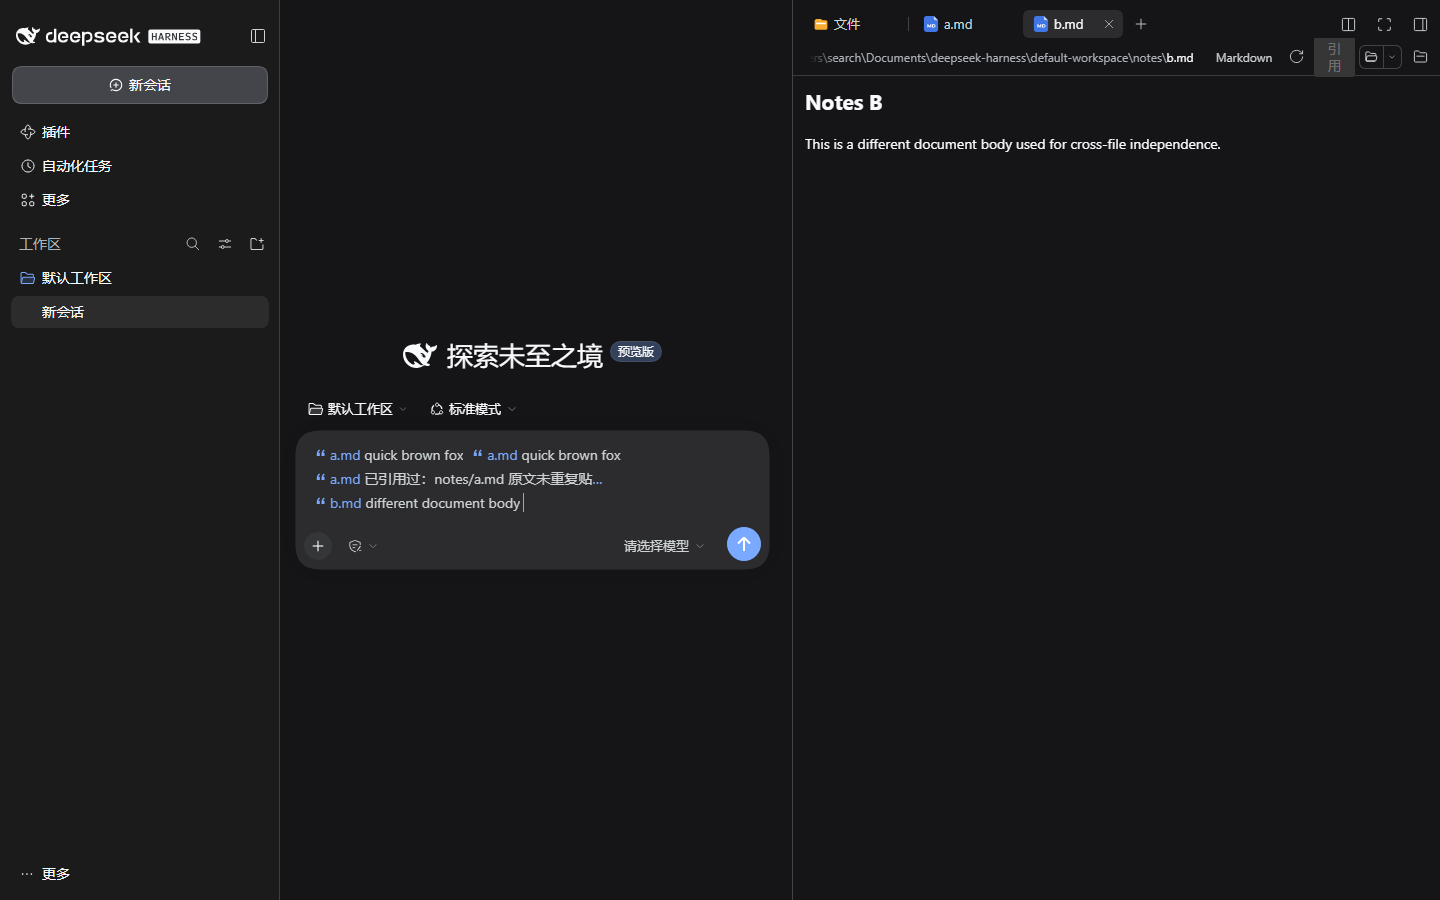 deepseek HARNESS
新会话
插件
自动化任务
更多
工作区
默认工作区
新会话
更多
探索未至之境 预览版
默认工作区 标准模式
“ a.md quick brown fox “ a.md quick brown fox
“ a.md 已引用过：notes/a.md 原文未重复贴...
“ b.md different document body
请选择模型
文件 a.md b.md
rs\search\Documents\deepseek-harness\default-workspace\notes\b.md Markdown 引用
Notes B
This is a different document body used for cross-file independence.